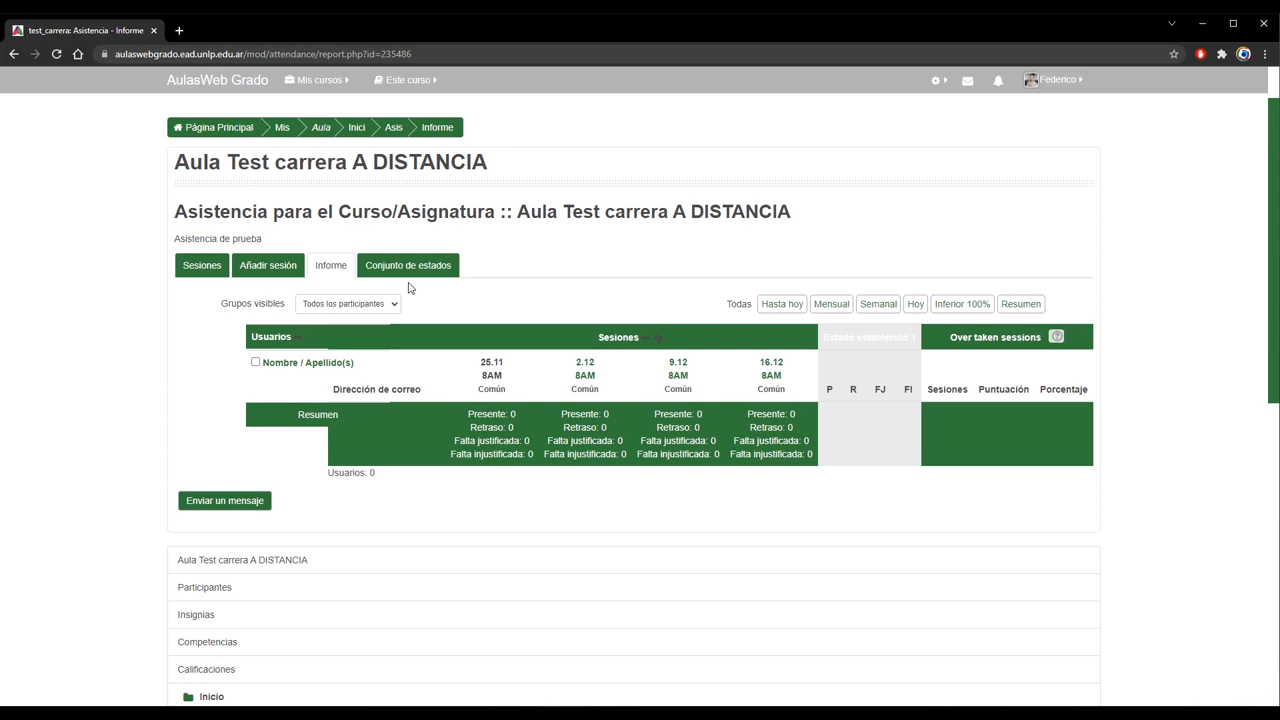 test_carrera: Asistencia - Informe
aulaswebgrado.ead.unlp.edu.ar/mod/attendance/report.php?id=235486
AulasWeb Grado Mis cursos Este curso Federico
Página Principal Mis Aula Inici Asis Informe
Aula Test carrera A DISTANCIA
Asistencia para el Curso/Asignatura :: Aula Test carrera A DISTANCIA
Asistencia de prueba
Sesiones Añadir sesión Informe Conjunto de estados
Grupos visibles Todos los participantes Todas Hasta hoy Mensual Semanal Hoy Inferior 100% Resumen
Usuarios Sesiones Estado establecido 1 Over taken sessions
Nombre / Apellido(s) 25.11 2.12 9.12 16.12
8AM 8AM 8AM 8AM
Dirección de correo Común Común Común Común P R FJ FI Sesiones Puntuación Porcentaje
Resumen Presente: 0 Presente: 0 Presente: 0 Presente: 0
Retraso: 0 Retraso: 0 Retraso: 0 Retraso: 0
Falta justificada: 0 Falta justificada: 0 Falta justificada: 0 Falta justificada: 0
Falta injustificada: 0 Falta injustificada: 0 Falta injustificada: 0 Falta injustificada: 0
Usuarios: 0
Enviar un mensaje
Aula Test carrera A DISTANCIA
Participantes
Insignias
Competencias
Calificaciones
Inicio